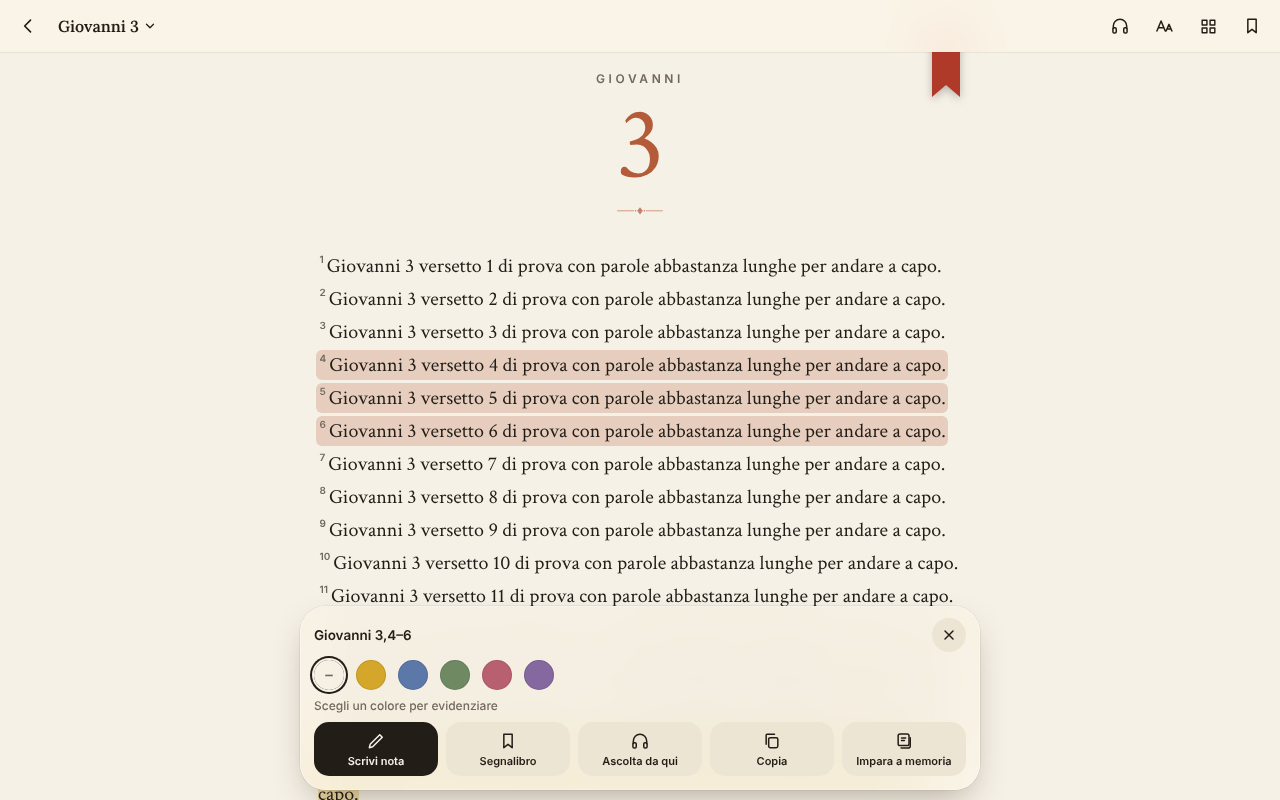 Giovanni 3
GIOVANNI
3
1 Giovanni 3 versetto 1 di prova con parole abbastanza lunghe per andare a capo.
2 Giovanni 3 versetto 2 di prova con parole abbastanza lunghe per andare a capo.
3 Giovanni 3 versetto 3 di prova con parole abbastanza lunghe per andare a capo.
4 Giovanni 3 versetto 4 di prova con parole abbastanza lunghe per andare a capo.
5 Giovanni 3 versetto 5 di prova con parole abbastanza lunghe per andare a capo.
6 Giovanni 3 versetto 6 di prova con parole abbastanza lunghe per andare a capo.
7 Giovanni 3 versetto 7 di prova con parole abbastanza lunghe per andare a capo.
8 Giovanni 3 versetto 8 di prova con parole abbastanza lunghe per andare a capo.
9 Giovanni 3 versetto 9 di prova con parole abbastanza lunghe per andare a capo.
10 Giovanni 3 versetto 10 di prova con parole abbastanza lunghe per andare a capo.
11 Giovanni 3 versetto 11 di prova con parole abbastanza lunghe per andare a capo.
Giovanni 3,4–6
Scegli un colore per evidenziare
Scrivi nota
Segnalibro
Ascolta da qui
Copia
Impara a memoria
capo.